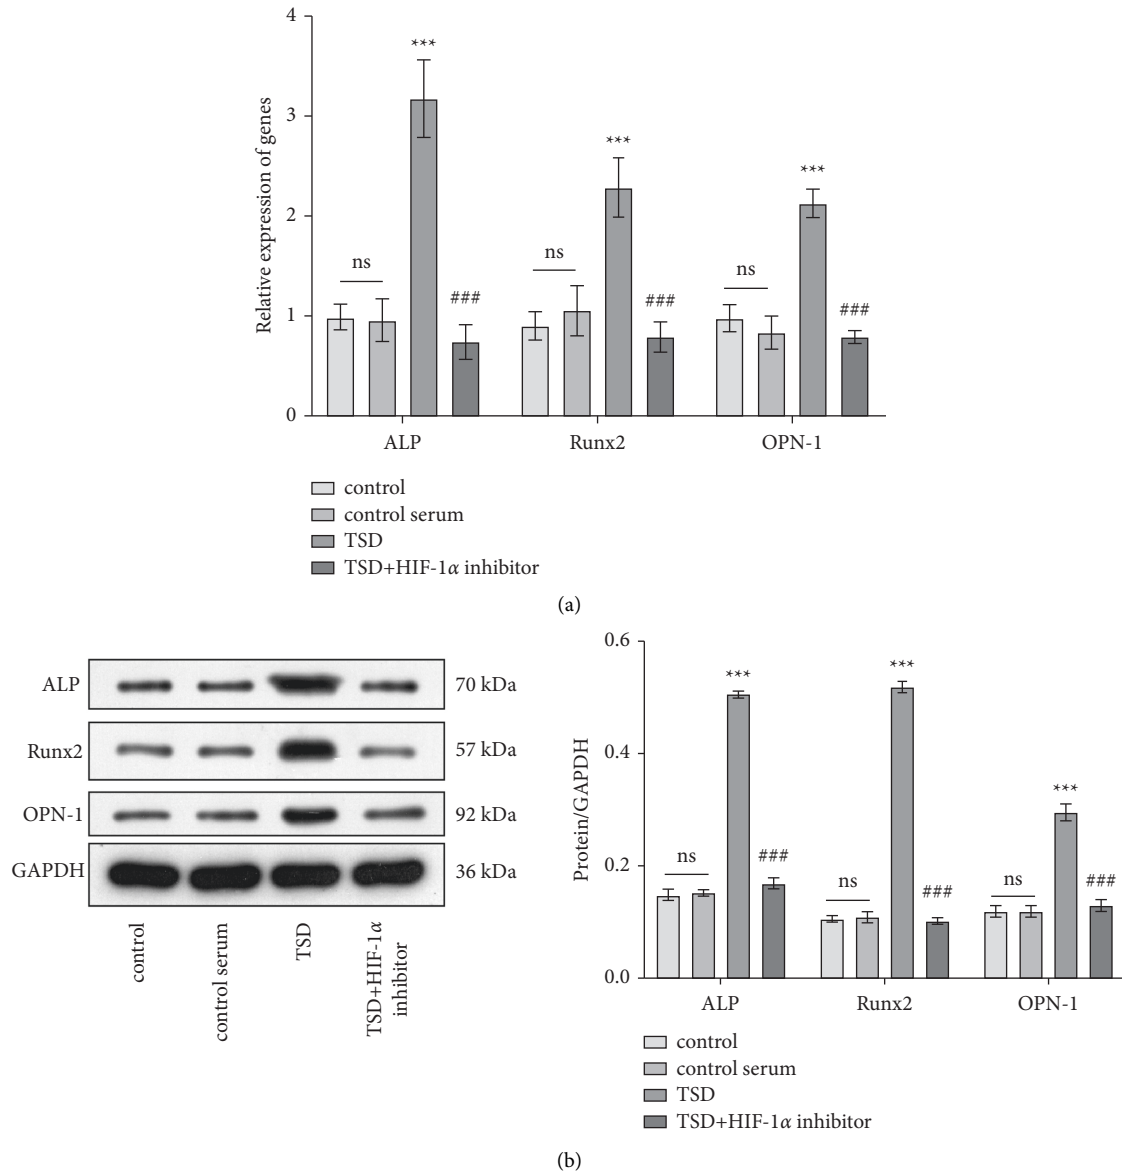 4
3
2
1
0
Relative expression of genes
***
***
***
ns
ns
ns
###
###
###
ALP Runx2 OPN-1
control
control serum
TSD
TSD+HIF-1α inhibitor
(a)
ALP 70 kDa
Runx2 57 kDa
OPN-1 92 kDa
GAPDH 36 kDa
control
control serum
TSD
TSD+HIF-1α
inhibitor
0.6
0.4
0.2
0.0
Protein/GAPDH
***
***
***
ns
###
ns
###
ns
###
ALP Runx2 OPN-1
control
control serum
TSD
TSD+HIF-1α inhibitor
(b)